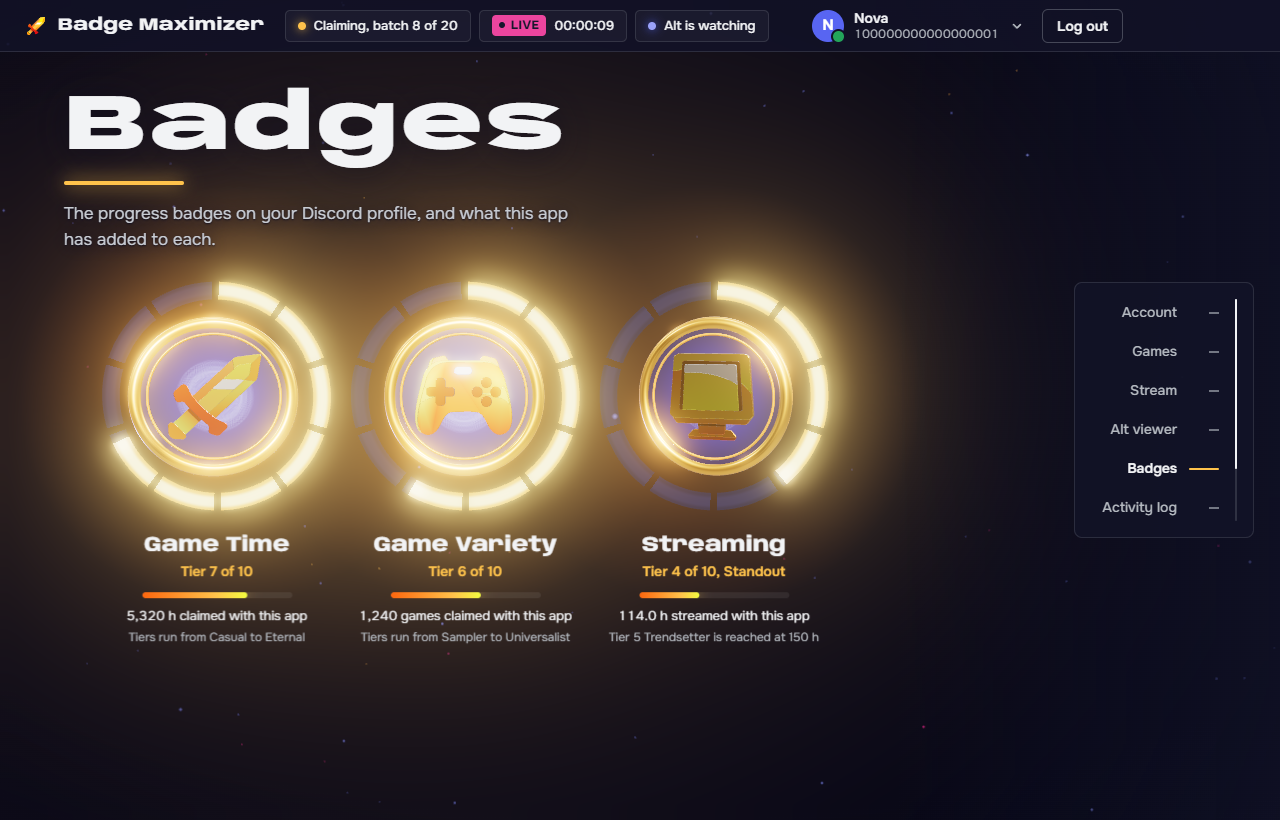 Badge Maximizer
Claiming, batch 8 of 20
LIVE 00:00:09
Alt is watching
N
Nova
100000000000000001
Log out
Badges
The progress badges on your Discord profile, and what this app
has added to each.
Account
Games
Stream
Alt viewer
Badges
Activity log
Game Time
Tier 7 of 10
5,320 h claimed with this app
Tiers run from Casual to Eternal
Game Variety
Tier 6 of 10
1,240 games claimed with this app
Tiers run from Sampler to Universalist
Streaming
Tier 4 of 10, Standout
114.0 h streamed with this app
Tier 5 Trendsetter is reached at 150 h